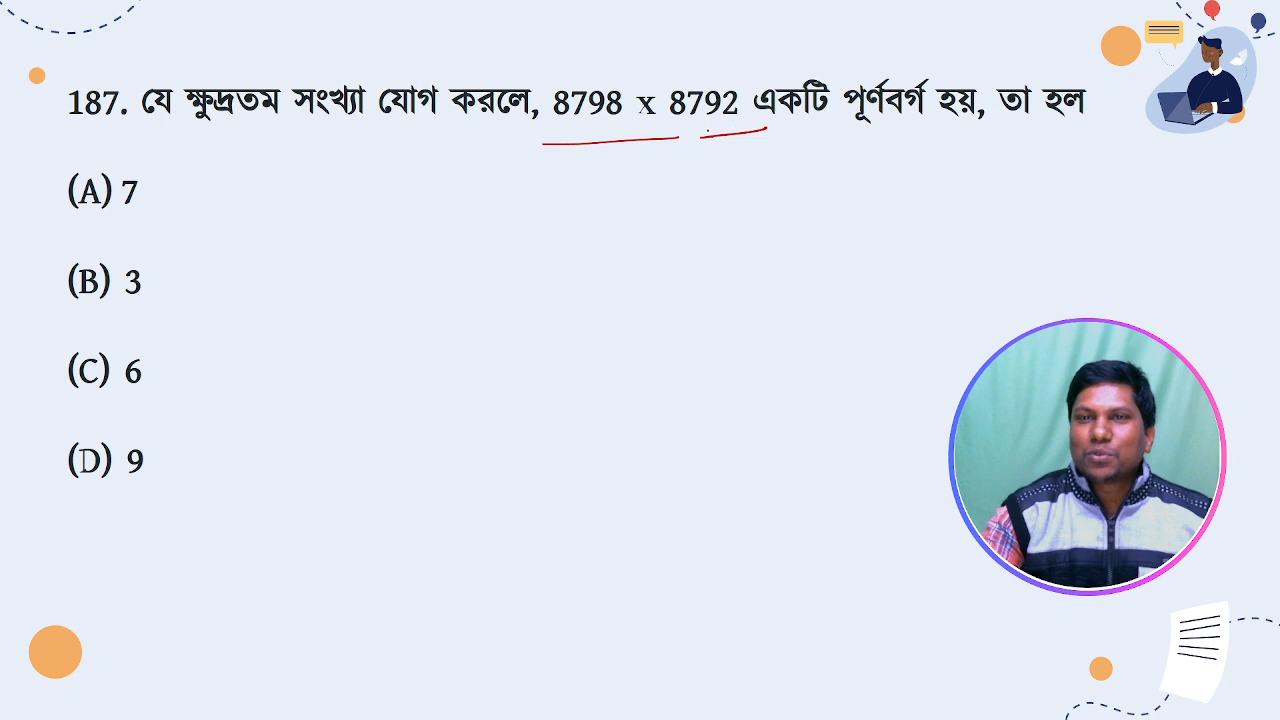 187. যে ক্ষুদ্রতম সংখ্যা যোগ করলে, 8798 x 8792 একটি পূর্ণবর্গ হয়, তা হল
(A) 7
(B) 3
(C) 6
(D) 9